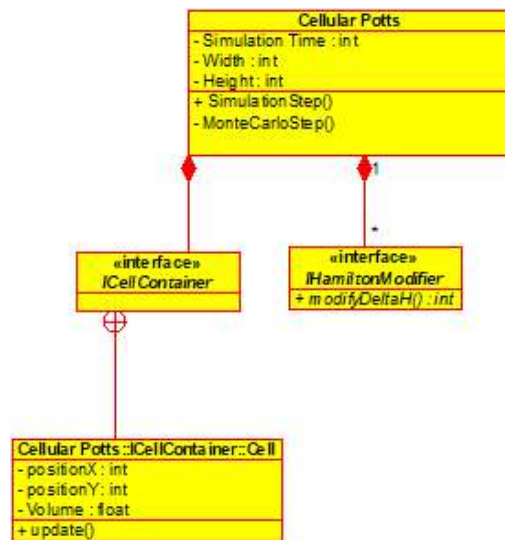 Cellular Potts
- Simulation Time : int
- Width : int
- Height : int
+ SimulationStep()
- MonteCarloStep()
1
*
«interface»
ICellContainer
«interface»
IHamiltonModifier
+ modifyDeltaH() : int
Cellular Potts::ICellContainer::Cell
- positionX : int
- positionY : int
- Volume : float
+ update()